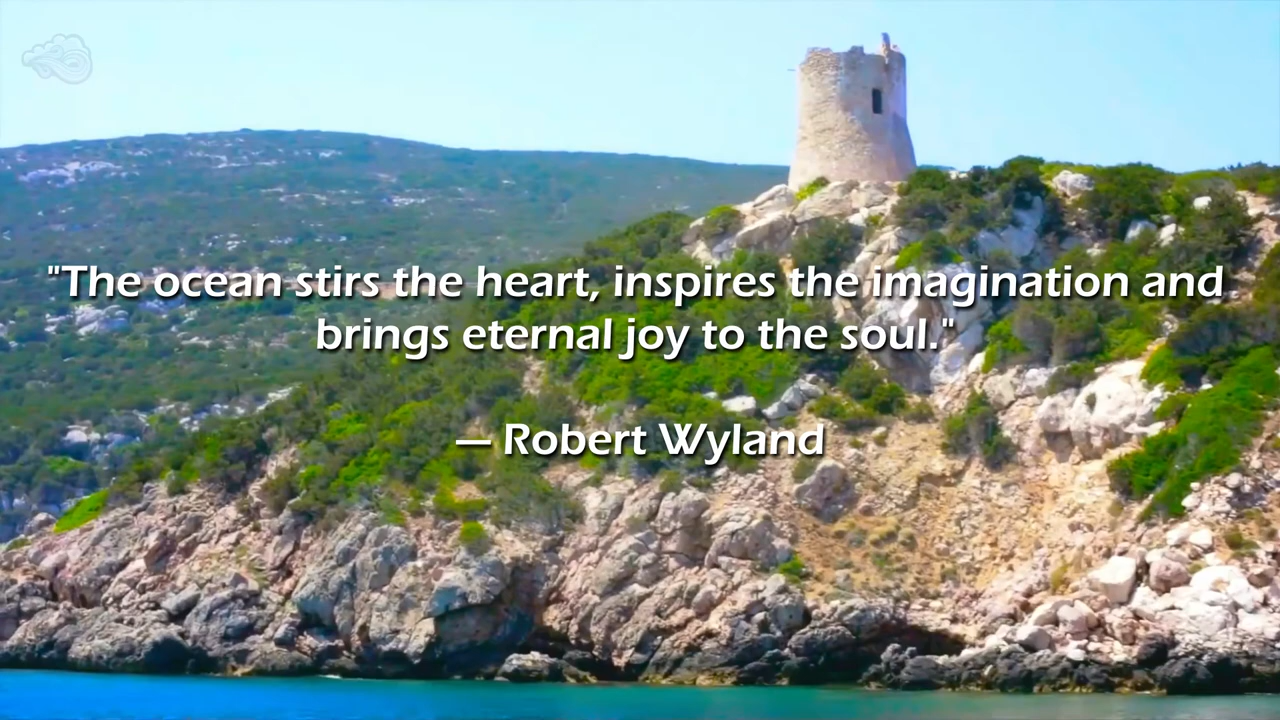 "The ocean stirs the heart, inspires the imagination and
brings eternal joy to the soul."
— Robert Wyland